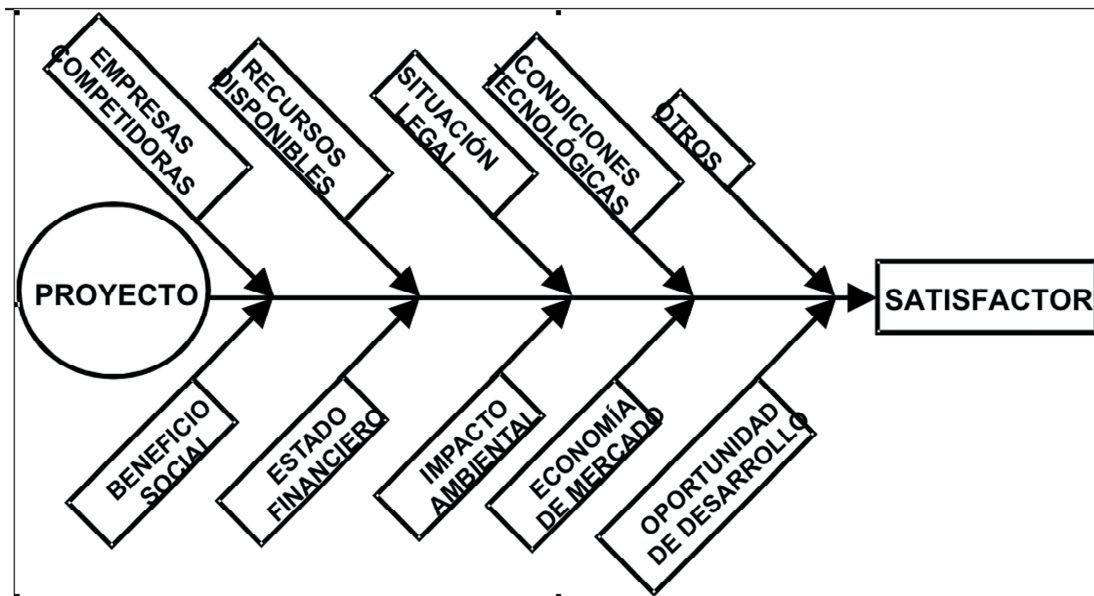 EMPRESAS
COMPETIDORAS
RECURSOS
DISPONIBLES
SITUACIÓN
LEGAL
CONDICIONES
TECNOLÓGICAS
OTROS
PROYECTO
SATISFACTOR
BENEFICIO
SOCIAL
ESTADO
FINANCIERO
IMPACTO
AMBIENTAL
ECONOMÍA
DE MERCADO
OPORTUNIDAD
DE DESARROLLO